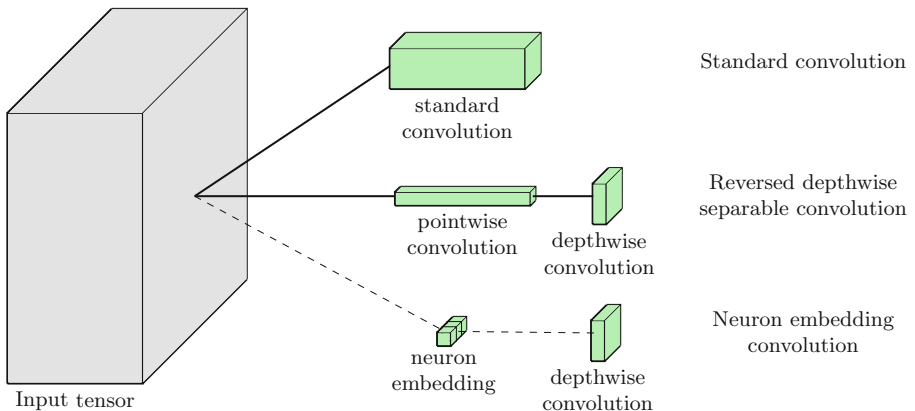 standard
convolution
Standard convolution
pointwise
convolution
depthwise
convolution
Reversed depthwise
separable convolution
neuron
embedding
depthwise
convolution
Neuron embedding
convolution
Input tensor